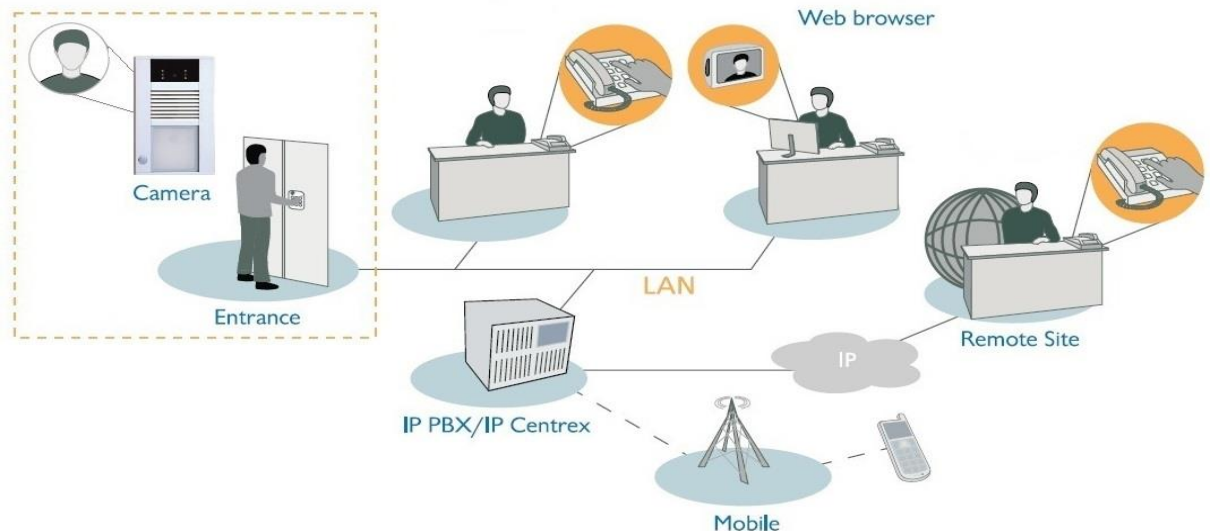 Web browser
Camera
Entrance
LAN
IP
Remote Site
IP PBX/IP Centrex
Mobile